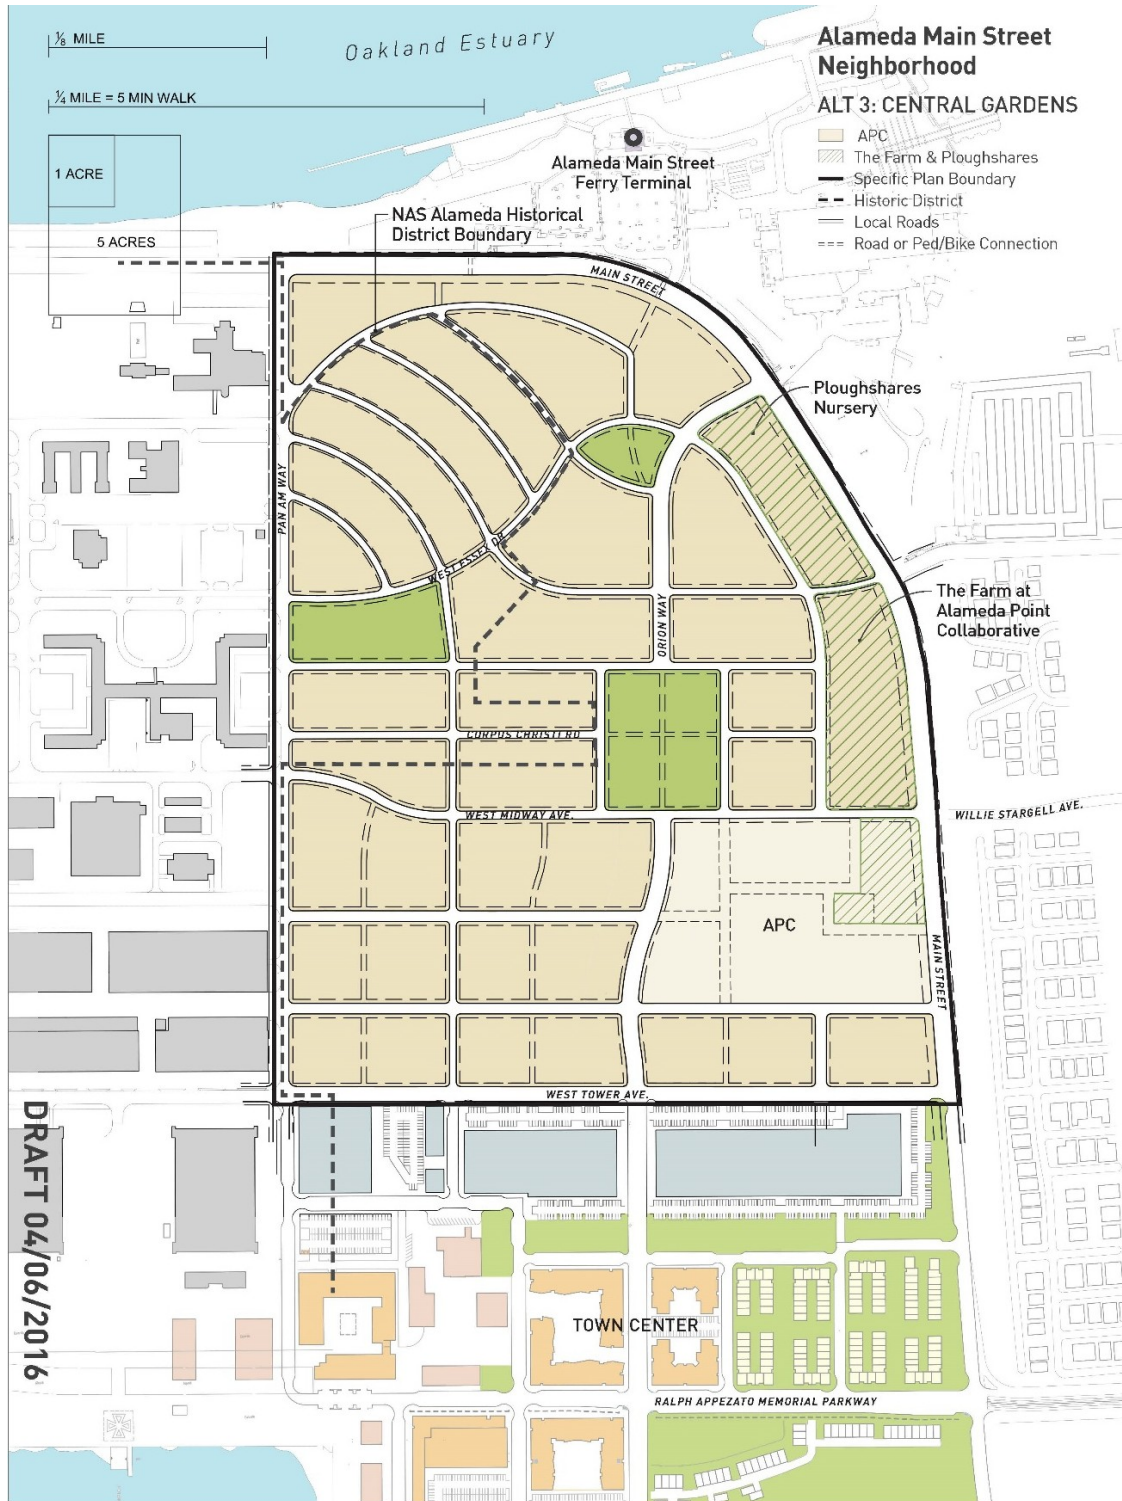 ⅛ MILE
Oakland Estuary
¼ MILE = 5 MIN WALK
1 ACRE
5 ACRES
Alameda Main Street
Neighborhood
ALT 3: CENTRAL GARDENS
APC
The Farm & Ploughshares
Specific Plan Boundary
Historic District
Local Roads
Road or Ped/Bike Connection
Alameda Main Street
Ferry Terminal
NAS Alameda Historical
District Boundary
MAIN STREET
Ploughshares
Nursery
PAN AM WAY
WEST ESSEX DR
The Farm at
Alameda Point
Collaborative
ORION WAY
CORPUS CHRISTI RD
WEST MIDWAY AVE.
WILLIE STARGELL AVE.
APC
MAIN STREET
WEST TOWER AVE.
DRAFT 04/06/2016
TOWN CENTER
RALPH APPEZATO MEMORIAL PARKWAY